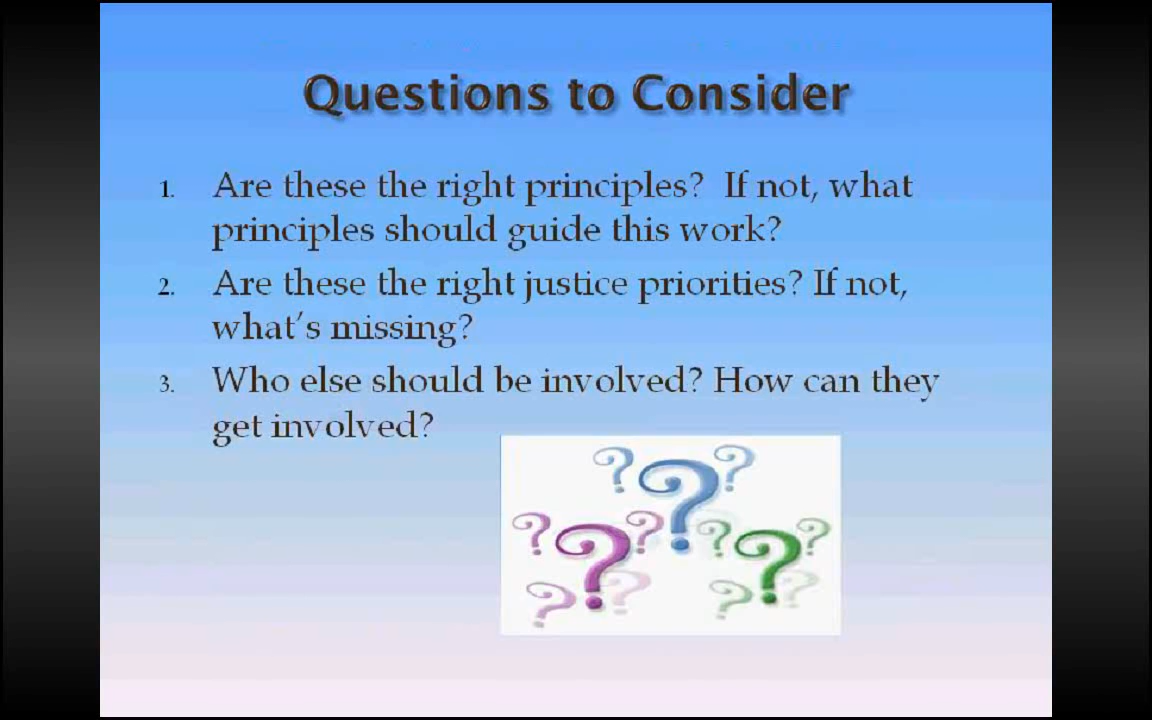 Questions to Consider
1. Are these the right principles?  If not, what
principles should guide this work?
2. Are these the right justice priorities? If not,
what's missing?
3. Who else should be involved? How can they
get involved?